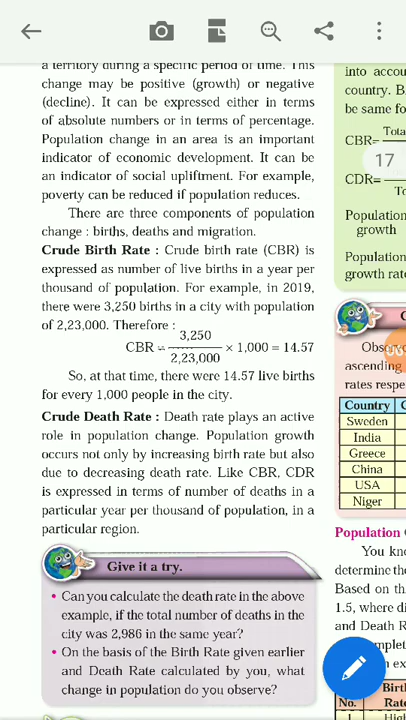 a territory during a specific period of time. This
change may be positive (growth) or negative
(decline). It can be expressed either in terms
of absolute numbers or in terms of percentage.
Population change in an area is an important
indicator of economic development. It can be
an indicator of social upliftment. For example,
poverty can be reduced if population reduces.
There are three components of population
change : births, deaths and migration.
Crude Birth Rate : Crude birth rate (CBR) is
expressed as number of live births in a year per
thousand of population. For example, in 2019,
there were 3,250 births in a city with population
of 2,23,000. Therefore :
3,250
CBR = ———— × 1,000 = 14.57
2,23,000
So, at that time, there were 14.57 live births
for every 1,000 people in the city.
Crude Death Rate : Death rate plays an active
role in population change. Population growth
occurs not only by increasing birth rate but also
due to decreasing death rate. Like CBR, CDR
is expressed in terms of number of deaths in a
particular year per thousand of population, in a
particular region.
Give it a try.
• Can you calculate the death rate in the above
example, if the total number of deaths in the
city was 2,986 in the same year?
• On the basis of the Birth Rate given earlier
and Death Rate calculated by you, what
change in population do you observe?
into accou
country. B
be same fo
Tota
CBR=
17
CDR=
To
Population
growth
Population
growth rat
Obser
ascending
rates respe
Country C
Sweden
India
Greece
China
USA
Niger
Population
You kno
determine the
Based on th
1.5, where di
and Death R
mplet
n ex
Birt
No. Rat
1 Hig